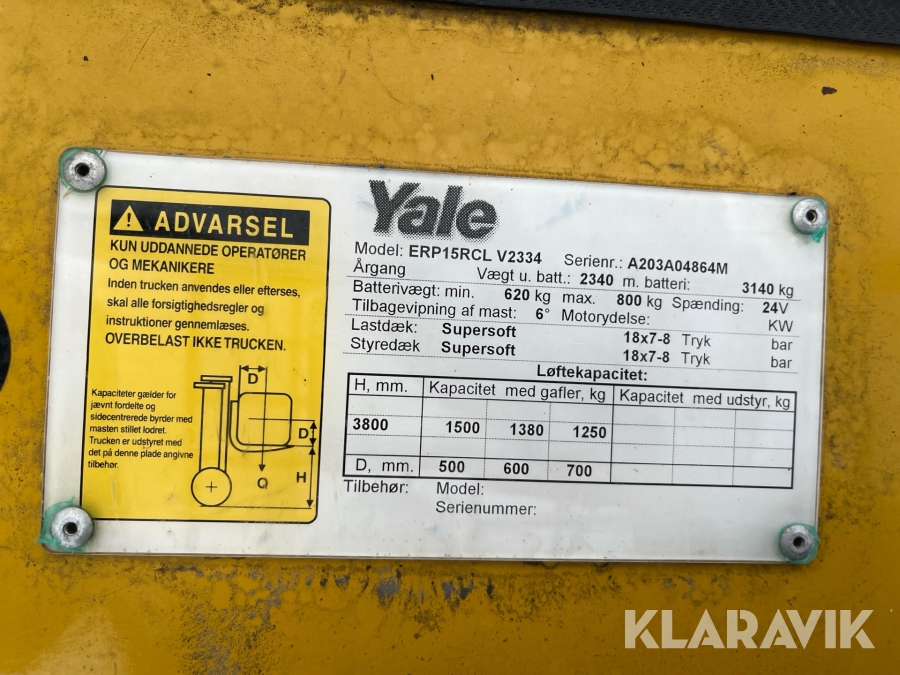 ADVARSEL
KUN UDDANNEDE OPERATØRER
OG MEKANIKERE
Inden trucken anvendes eller efterses,
skal alle forsigtighedsregler og
instruktioner gennemlæses.
OVERBELAST IKKE TRUCKEN.
Kapaciteter gælder for
jævnt fordelte og
sidecentrerede byrder med
masten stillet lodret.
Trucken er udstyret med
det på denne plade angivne
tilbehør.
D
D
H
Q
Yale
Model: ERP15RCL V2334 Serienr.: A203A04864M
Årgang Vægt u. batt.: 2340 m. batteri: 3140 kg
Batterivægt: min. 620 kg max. 800 kg Spænding: 24V
Tilbagevipning af mast: 6° Motorydelse: KW
Lastdæk: Supersoft 18x7-8 Tryk bar
Styredæk Supersoft 18x7-8 Tryk bar
Løftekapacitet:
H, mm. Kapacitet med gafler, kg Kapacitet med udstyr, kg
3800 1500 1380 1250
D, mm. 500 600 700
Tilbehør: Model:
Serienummer:
KLARAVIK